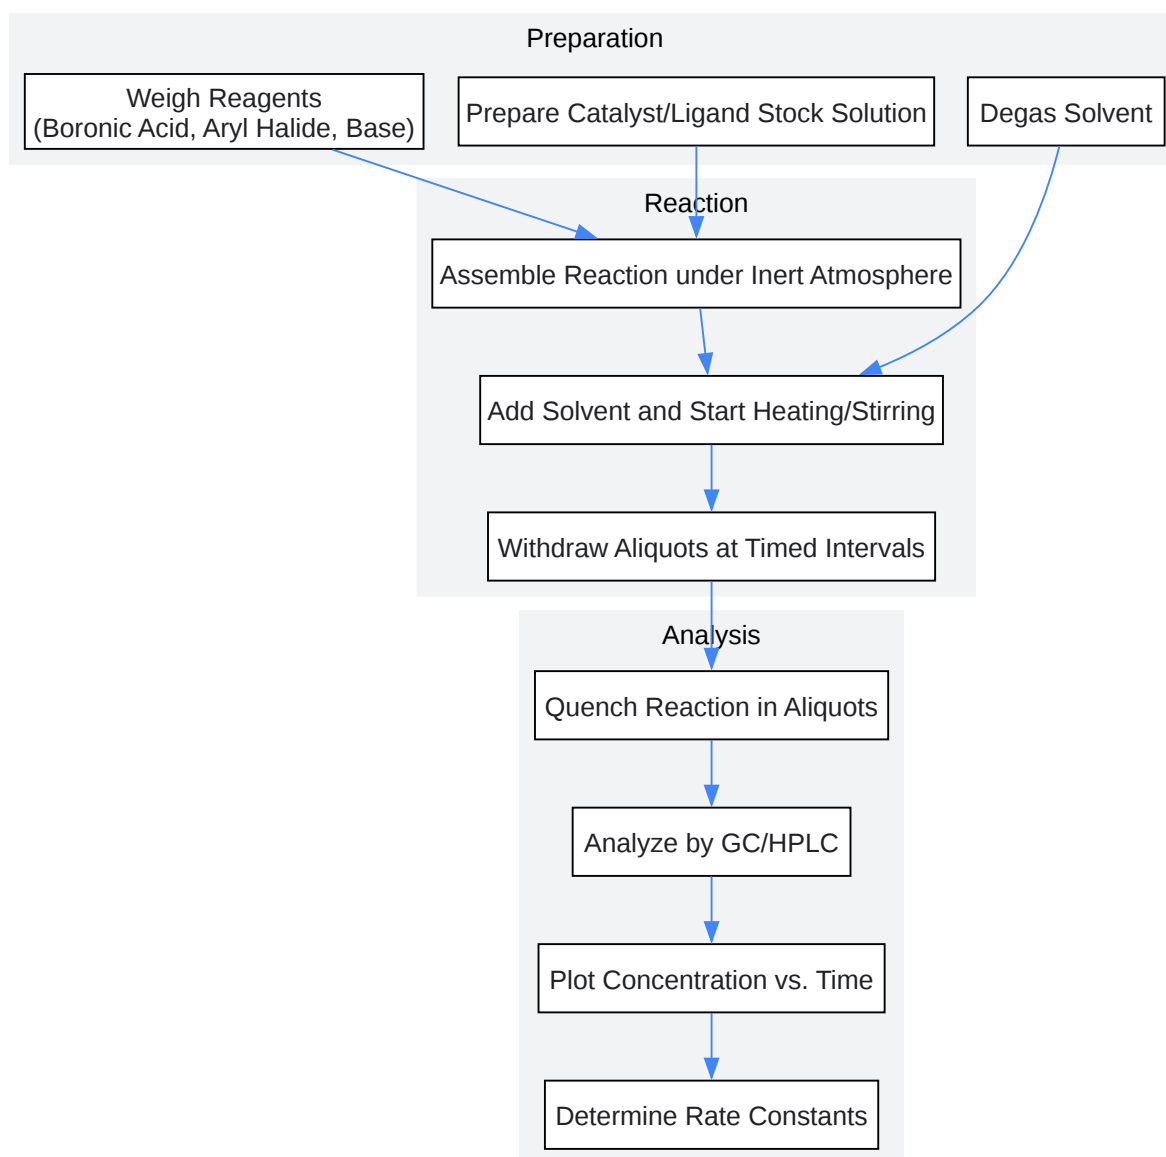 Preparation
Weigh Reagents
(Boronic Acid, Aryl Halide, Base)
Prepare Catalyst/Ligand Stock Solution
Degas Solvent
Reaction
Assemble Reaction under Inert Atmosphere
Add Solvent and Start Heating/Stirring
Withdraw Aliquots at Timed Intervals
Analysis
Quench Reaction in Aliquots
Analyze by GC/HPLC
Plot Concentration vs. Time
Determine Rate Constants